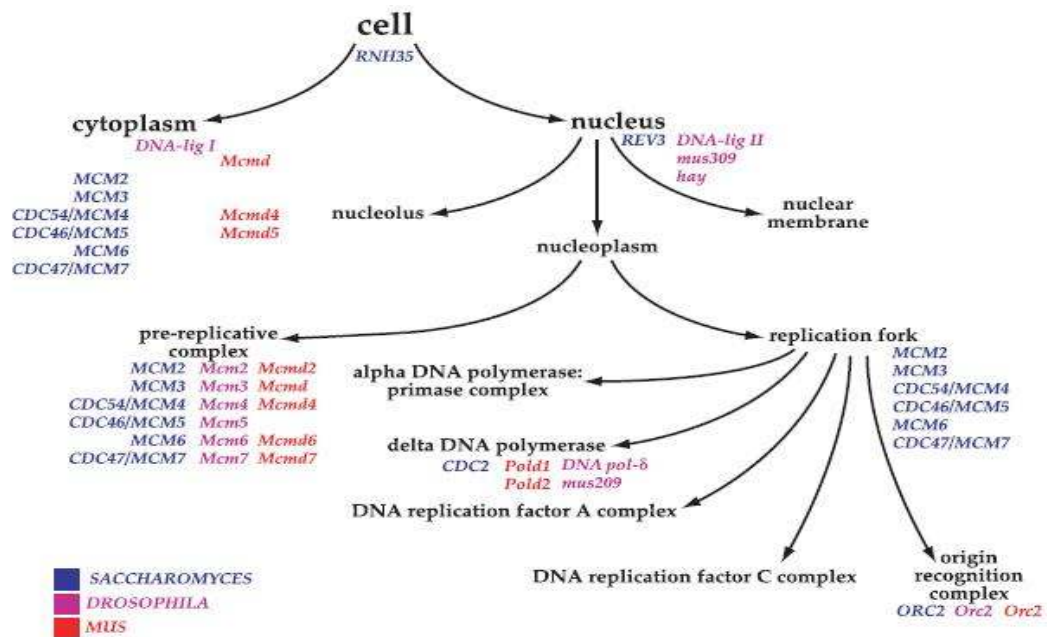 cell
RNH35
cytoplasm
DNA-lig I
Mcmd
MCM2
MCM3
CDC54/MCM4 Mcmd4
CDC46/MCM5 Mcmd5
MCM6
CDC47/MCM7
nucleus
REV3 DNA-lig II
mus309
hay
nucleolus
nuclear
membrane
nucleoplasm
pre-replicative
complex
MCM2 Mcm2 Mcmd2
MCM3 Mcm3 Mcmd
CDC54/MCM4 Mcm4 Mcmd4
CDC46/MCM5 Mcm5
MCM6 Mcm6 Mcmd6
CDC47/MCM7 Mcm7 Mcmd7
replication fork
MCM2
MCM3
CDC54/MCM4
CDC46/MCM5
MCM6
CDC47/MCM7
alpha DNA polymerase:
primase complex
delta DNA polymerase
CDC2 Pold1 DNA pol-δ
Pold2 mus209
DNA replication factor A complex
DNA replication factor C complex
origin
recognition
complex
ORC2 Orc2 Orc2
SACCHAROMYCES
DROSOPHILA
MUS